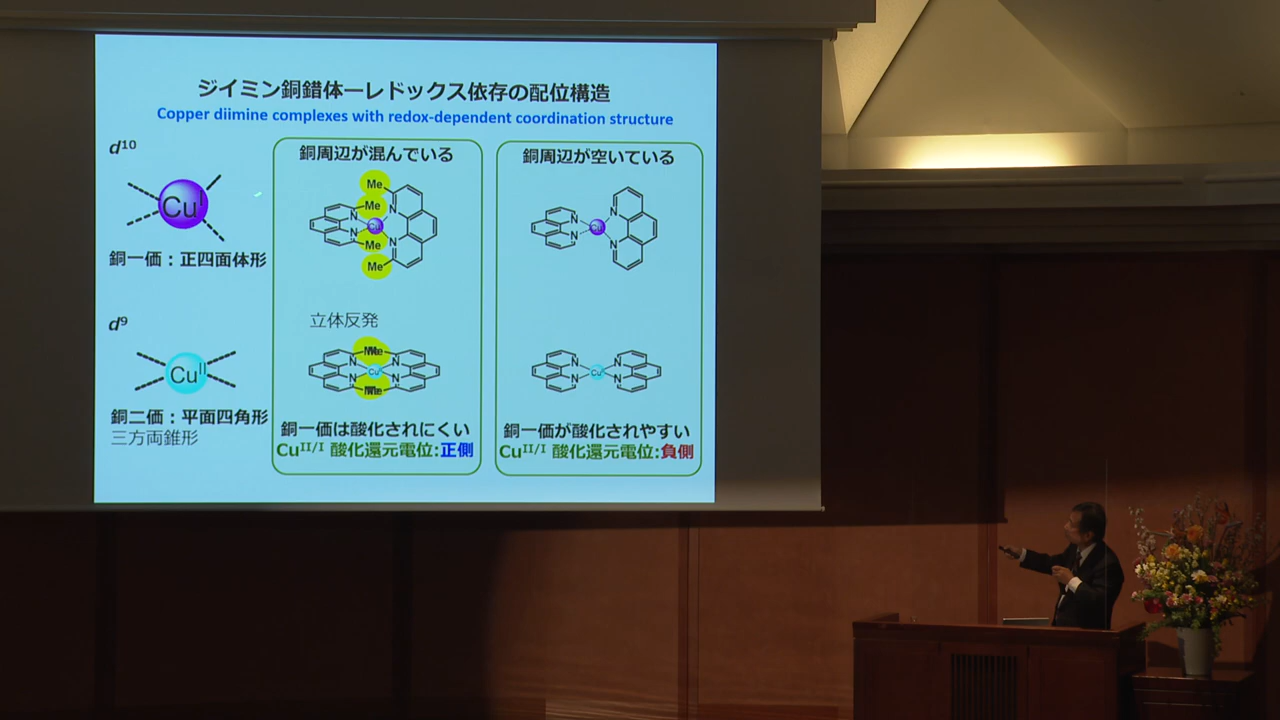 ジイミン銅錯体ーレドックス依存の配位構造
Copper diimine complexes with redox-dependent coordination structure
d10
CuI
銅一価：正四面体形
d9
CuII
銅二価：平面四角形
三方両錐形
銅周辺が混んでいる
Me
Me
N
N
Cu
N
N
Me
Me
立体反発
N
N
Cu
N
N
銅一価は酸化されにくい
CuII/I 酸化還元電位:正側
銅周辺が空いている
N
N
Cu
N
N
N
N
Cu
N
N
銅一価が酸化されやすい
CuII/I 酸化還元電位:負側